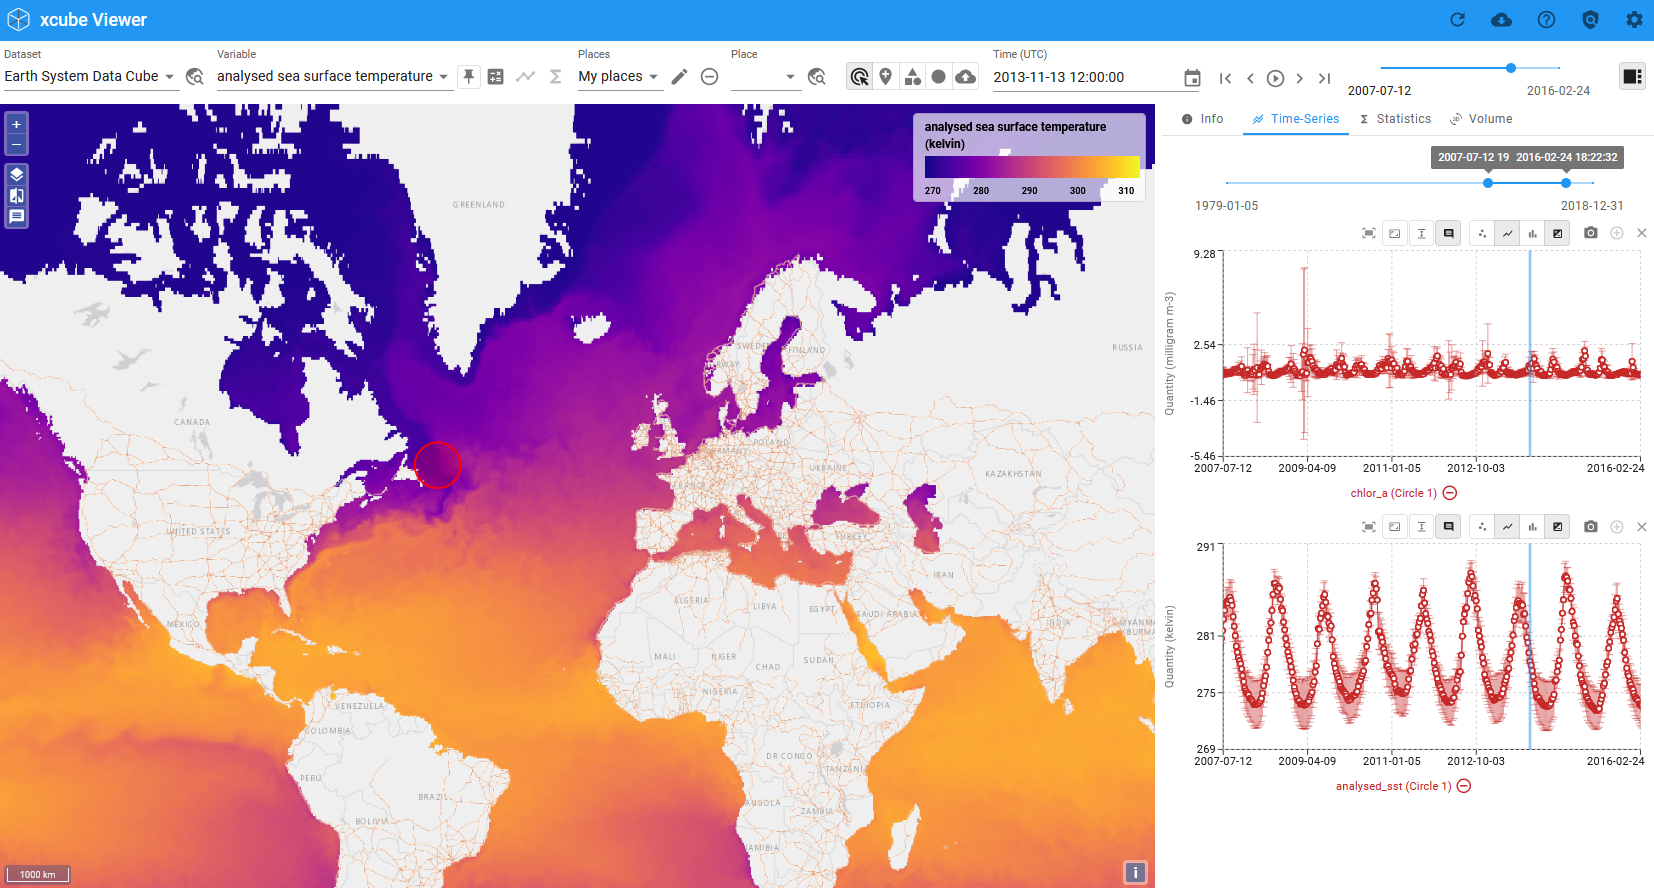 xcube Viewer
Dataset
Variable
Places
Place
Time (UTC)
Earth System Data Cube
analysed sea surface temperature
My places
2013-11-13 12:00:00
2007-07-12
2016-02-24
Info
Time-Series
Statistics
Volume
analysed sea surface temperature
(kelvin)
270 280 290 300 310
GREENLAND
SWEDEN
FINLAND
NORWAY
RUSSIA
CANADA
POLAND
GERMANY
UKRAINE
FRANCE
KAZAKHSTAN
UNITED STATES
TURKEY
IRAN
ALGERIA
LIBYA
EGYPT
SAUDI ARABIA
MÉXICO
INDIA
MYANM
/BURMA
MALI
NIGER
CHAD
SUDAN
NIGERIA
ETHIOPIA
VENEZUELA
COLOMBIA
DR CONGO
TANZANIA
PERÚ
BRAZIL
ANGOLA
ZAMBIA
BOLIVIA
NAMIBIA
1000 km
i
2007-07-12 19
2016-02-24 18:22:32
1979-01-05
2018-12-31
Quantity (milligram m-3)
9.28
2.54
-1.46
-5.46
2007-07-12
2009-04-09
2011-01-05
2012-10-03
2016-02-24
chlor_a (Circle 1)
Quantity (kelvin)
291
281
275
269
2007-07-12
2009-04-09
2011-01-05
2012-10-03
2016-02-24
analysed_sst (Circle 1)